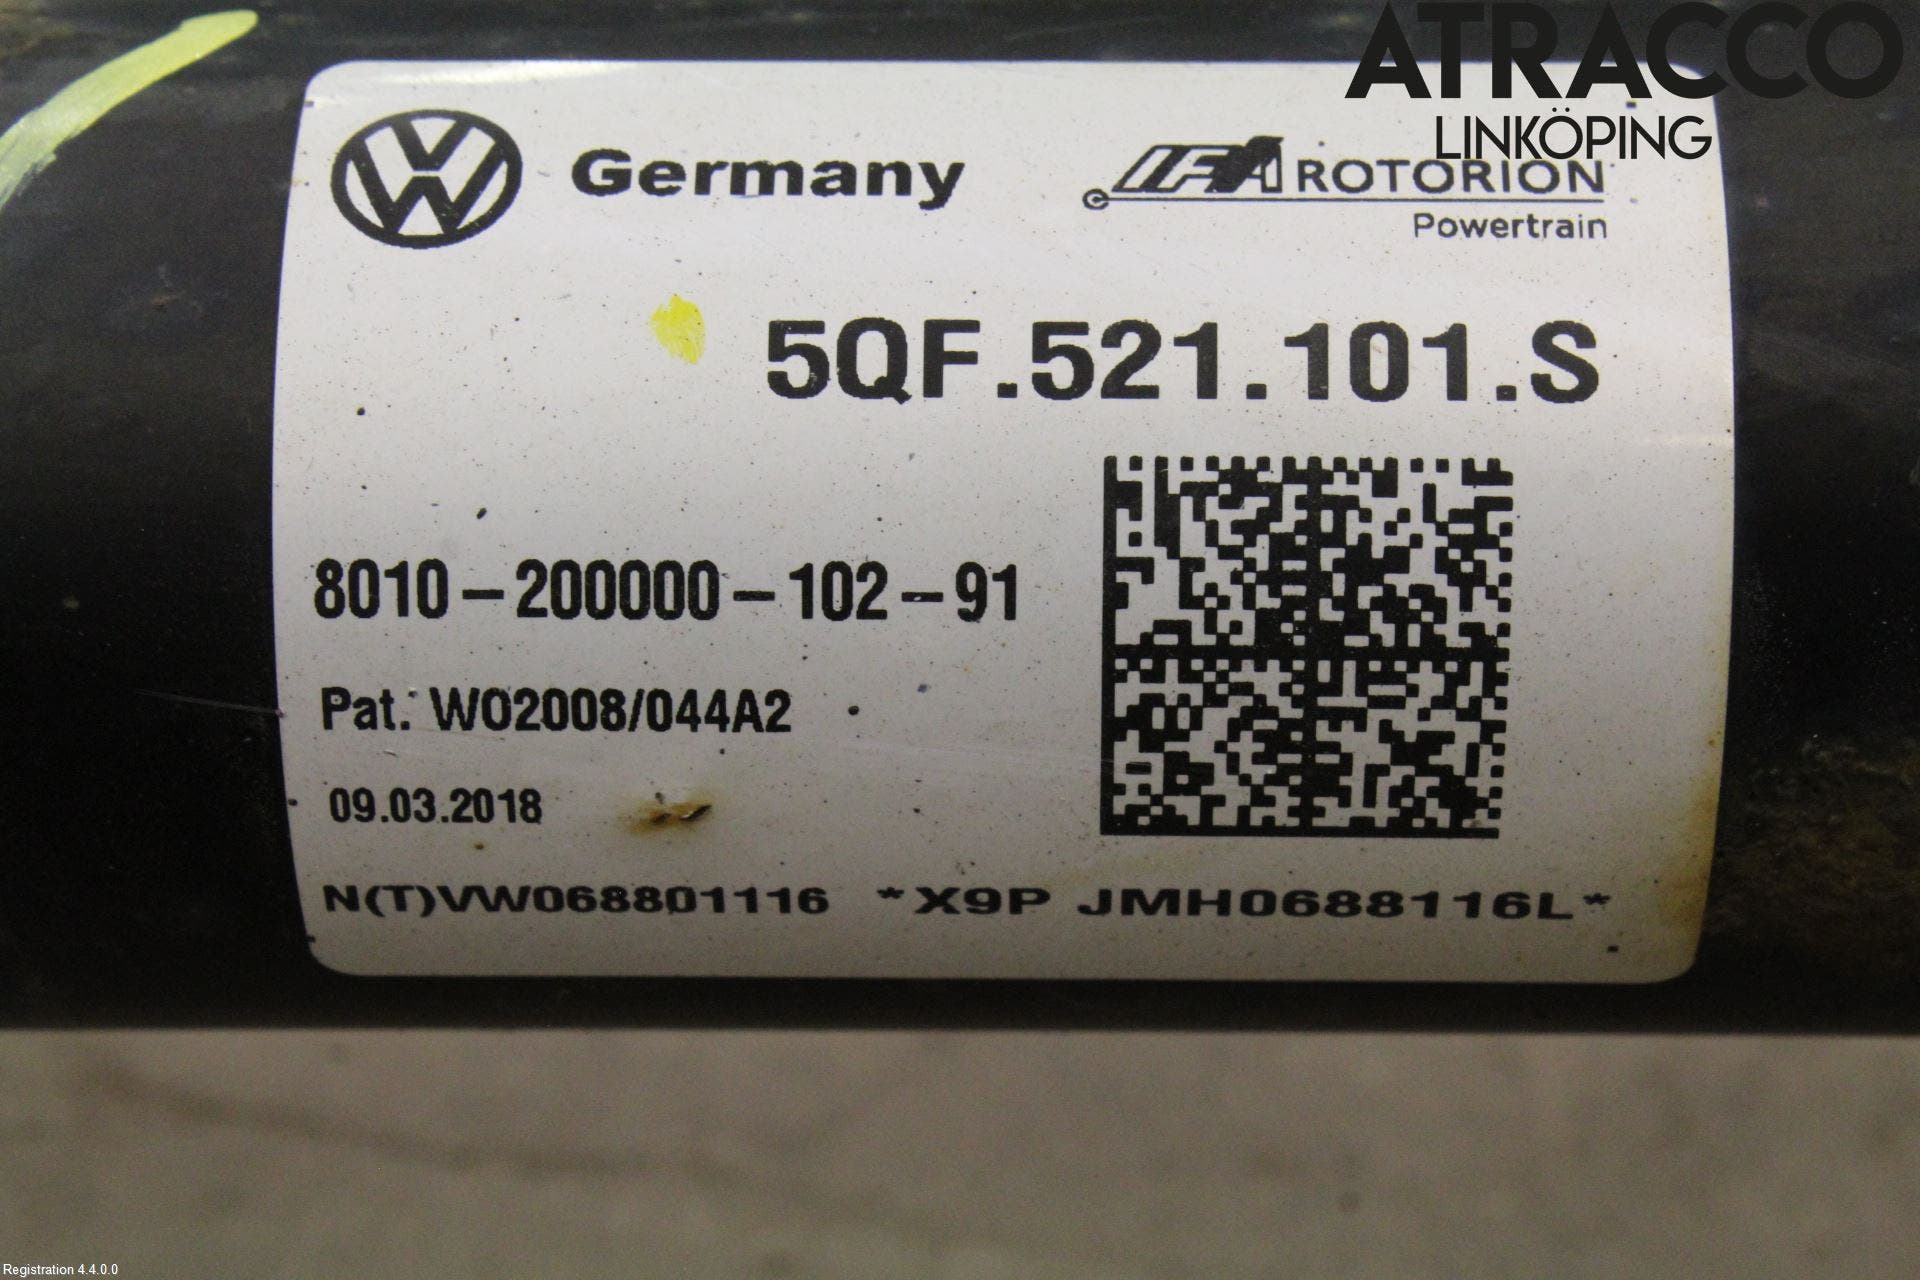 ATRACCO
LINKÖPING
VW Germany
IFA ROTORION
Powertrain
5QF.521.101.S
8010-200000-102-91
Pat.: WO2008/044A2
09.03.2018
N(T)VW068801116 *X9P JMH0688116L*
Registration 4.4.0.0